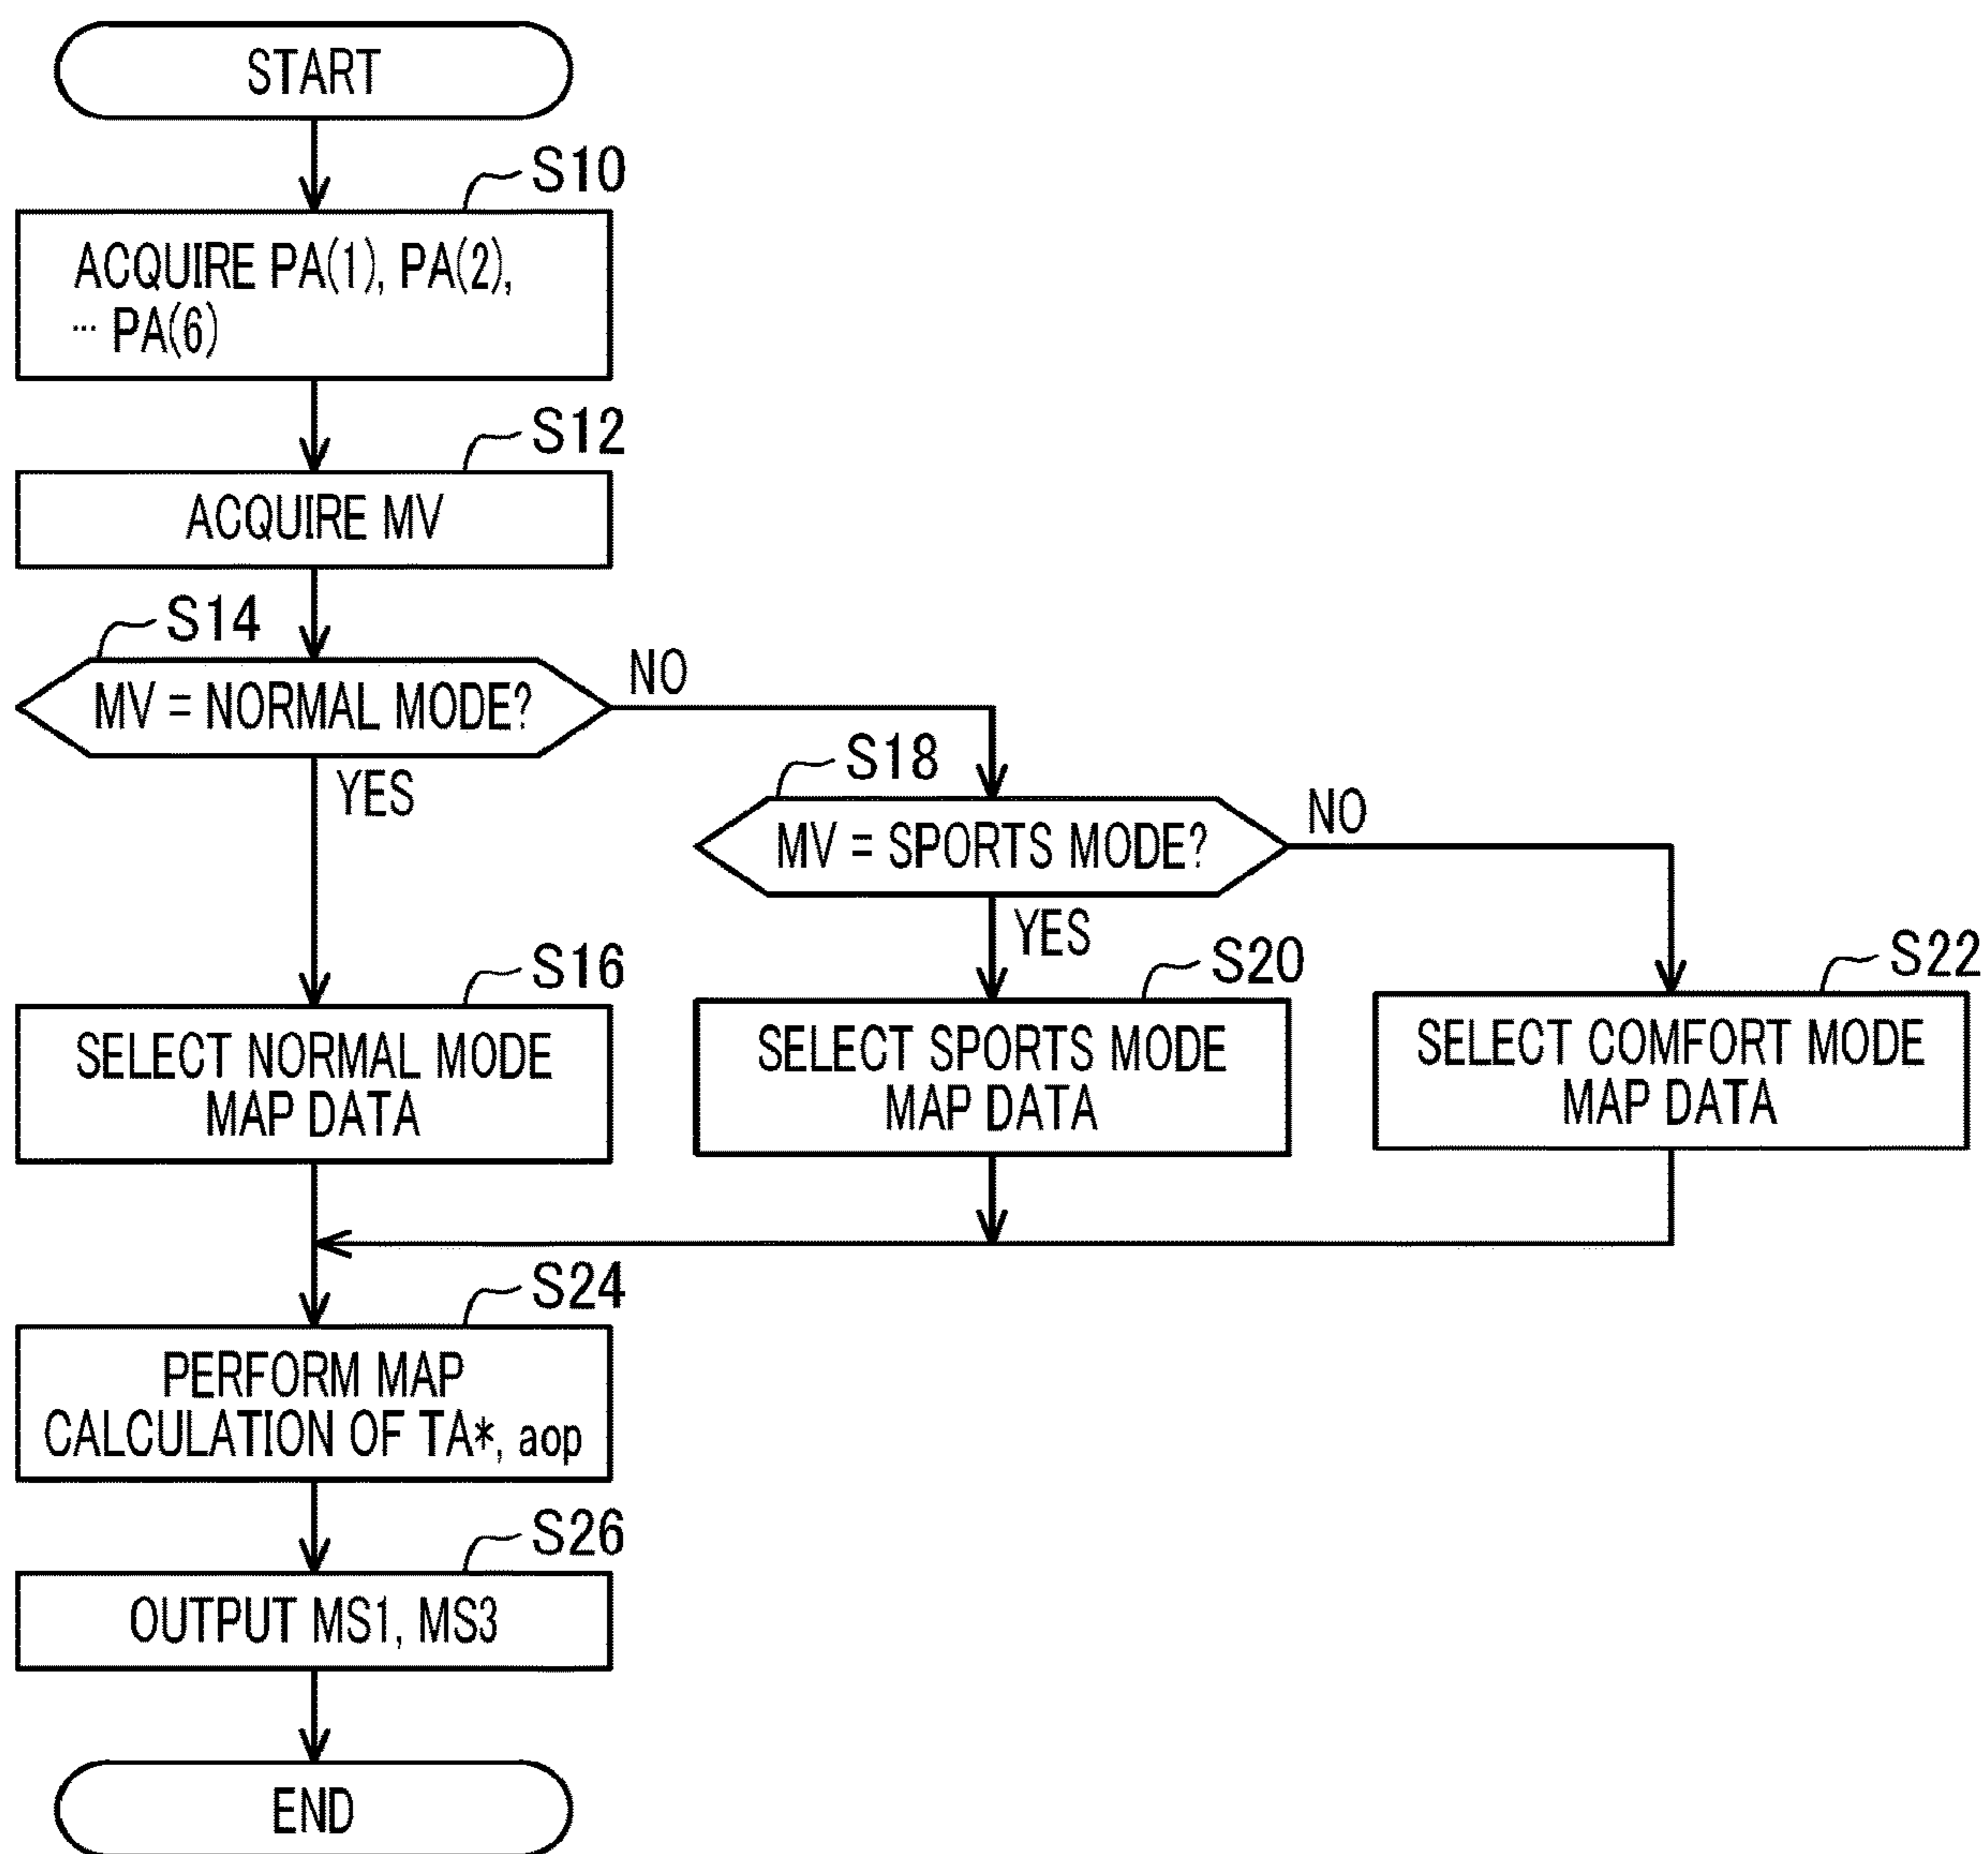 START
S10
ACQUIRE PA(1), PA(2),
… PA(6)
S12
ACQUIRE MV
S14
MV = NORMAL MODE?
NO
YES
S18
MV = SPORTS MODE?
NO
YES
S16
SELECT NORMAL MODE
MAP DATA
S20
SELECT SPORTS MODE
MAP DATA
S22
SELECT COMFORT MODE
MAP DATA
S24
PERFORM MAP
CALCULATION OF TA*, aop
S26
OUTPUT MS1, MS3
END